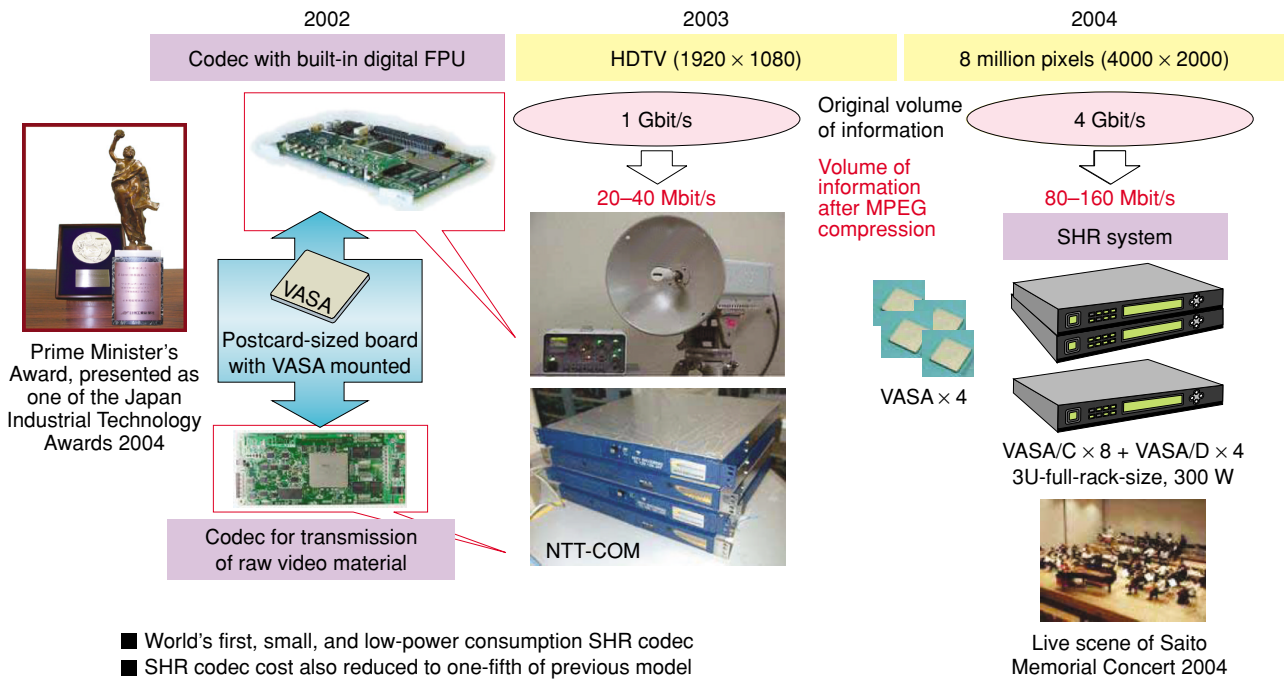 2002
2003
2004
Codec with built-in digital FPU
HDTV (1920 × 1080)
8 million pixels (4000 × 2000)
1 Gbit/s
Original volume
of information
4 Gbit/s
20–40 Mbit/s
Volume of
information
after MPEG
compression
80–160 Mbit/s
SHR system
VASA
Postcard-sized board
with VASA mounted
Prime Minister's
Award, presented as
one of the Japan
Industrial Technology
Awards 2004
VASA × 4
VASA/C × 8 + VASA/D × 4
3U-full-rack-size, 300 W
Codec for transmission
of raw video material
NTT-COM
■ World's first, small, and low-power consumption SHR codec
■ SHR codec cost also reduced to one-fifth of previous model
Live scene of Saito
Memorial Concert 2004